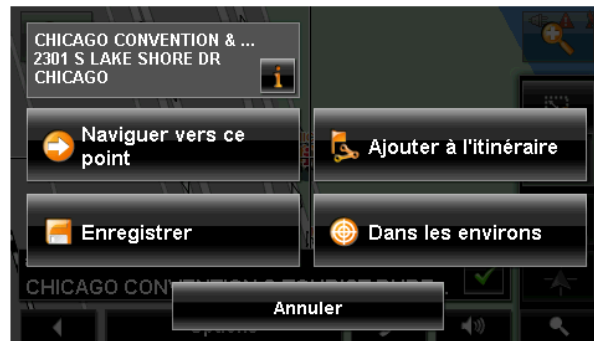 CHICAGO CONVENTION & ...
2301 S LAKE SHORE DR
CHICAGO
i
Naviguer vers ce
point
Ajouter à l'itinéraire
Enregistrer
Dans les environs
CHICAGO CON
Annuler